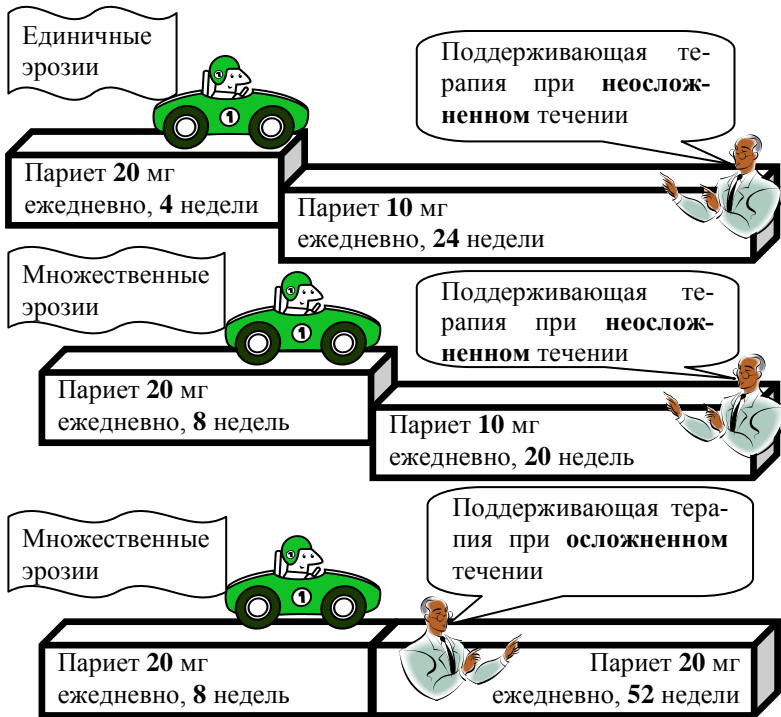 Единичные
эрозии
Поддерживающая те-
рапия при неослож-
ненном течении
1
Париет 20 мг
ежедневно, 4 недели
Париет 10 мг
ежедневно, 24 недели
Множественные
эрозии
Поддерживающая те-
рапия при неослож-
ненном течении
1
Париет 20 мг
ежедневно, 8 недель
Париет 10 мг
ежедневно, 20 недель
Множественные
эрозии
Поддерживающая тера-
пия при осложненном
течении
1
Париет 20 мг
ежедневно, 8 недель
Париет 20 мг
ежедневно, 52 недели